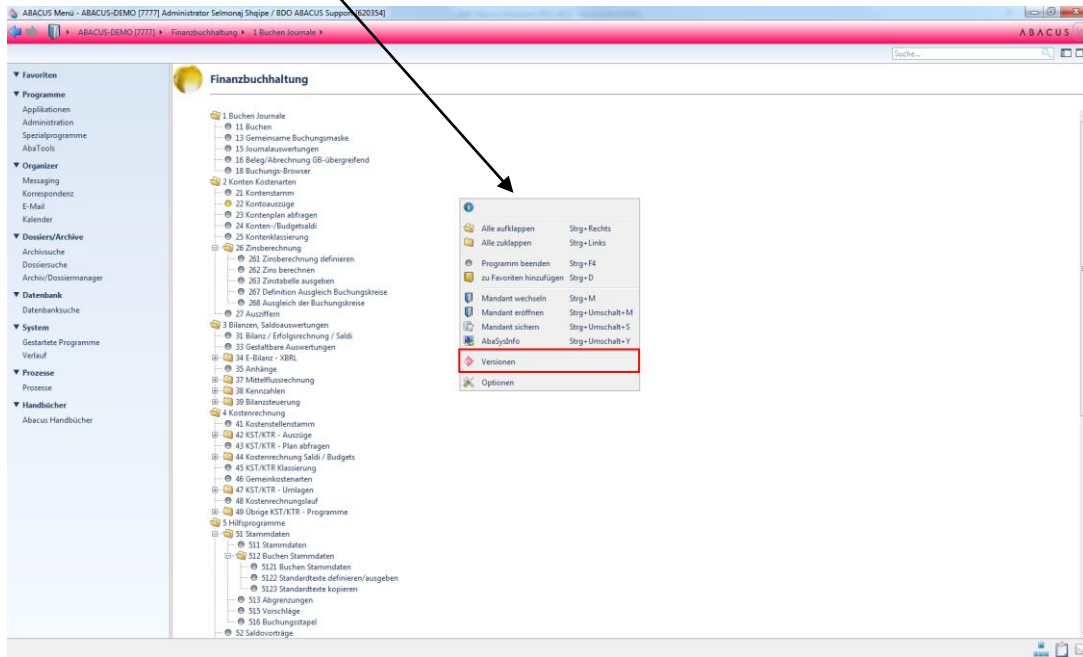 ABACUS Menü - ABACUS-DEMO [7777] Administrator Selmonaj Shqipe / BDO ABACUS Support [620354]
ABACUS-DEMO [7777] Finanzbuchhaltung 1 Buchen Journale
ABACUS
Suche...
Favoriten
Programme
Applikationen
Administration
Spezialprogramme
AbaTools
Organizer
Messaging
Korrespondenz
E-Mail
Kalender
Dossiers/Archive
Archivsuche
Dossiersuche
Archiv/Dossiermanager
Datenbank
Datenbanksuche
System
Gestartete Programme
Verlauf
Prozesse
Prozesse
Handbücher
Abacus Handbücher
Finanzbuchhaltung
1 Buchen Journale
11 Buchen
13 Gemeinsame Buchungsmaske
15 Journalauswertungen
16 Beleg/Abrechnung GB-übergreifend
18 Buchungs-Browser
2 Konten Kostenarten
21 Kontenstamm
22 Kontoauszüge
23 Kontenplan abfragen
24 Konten-/Budgetsaldi
25 Kontenklassierung
26 Zinsberechnung
261 Zinsberechnung definieren
262 Zins berechnen
263 Zinstabelle ausgeben
267 Definition Ausgleich Buchungskreise
268 Ausgleich der Buchungskreise
27 Ausziffern
3 Bilanzen, Saldoauswertungen
31 Bilanz / Erfolgsrechnung / Saldi
33 Gestaltbare Auswertungen
34 E-Bilanz - XBRL
35 Anhänge
37 Mittelflussrechnung
38 Kennzahlen
39 Bilanzsteuerung
4 Kostenrechnung
41 Kostenstellenstamm
42 KST/KTR - Auszüge
43 KST/KTR - Plan abfragen
44 Kostenrechnung Saldi / Budgets
45 KST/KTR Klassierung
46 Gemeinkostenarten
47 KST/KTR - Umlagen
48 Kostenrechnungslauf
49 Übrige KST/KTR - Programme
5 Hilfsprogramme
51 Stammdaten
511 Stammdaten
512 Buchen Stammdaten
5121 Buchen Stammdaten
5122 Standardtexte definieren/ausgeben
5123 Standardtexte kopieren
513 Abgrenzungen
515 Vorschläge
516 Buchungsstapel
52 Saldovorträge
Alle aufklappen Strg+Rechts
Alle zuklappen Strg+Links
Programm beenden Strg+F4
zu Favoriten hinzufügen Strg+D
Mandant wechseln Strg+M
Mandant eröffnen Strg+Umschalt+M
Mandant sichern Strg+Umschalt+S
AbaSysInfo Strg+Umschalt+Y
Versionen
Optionen